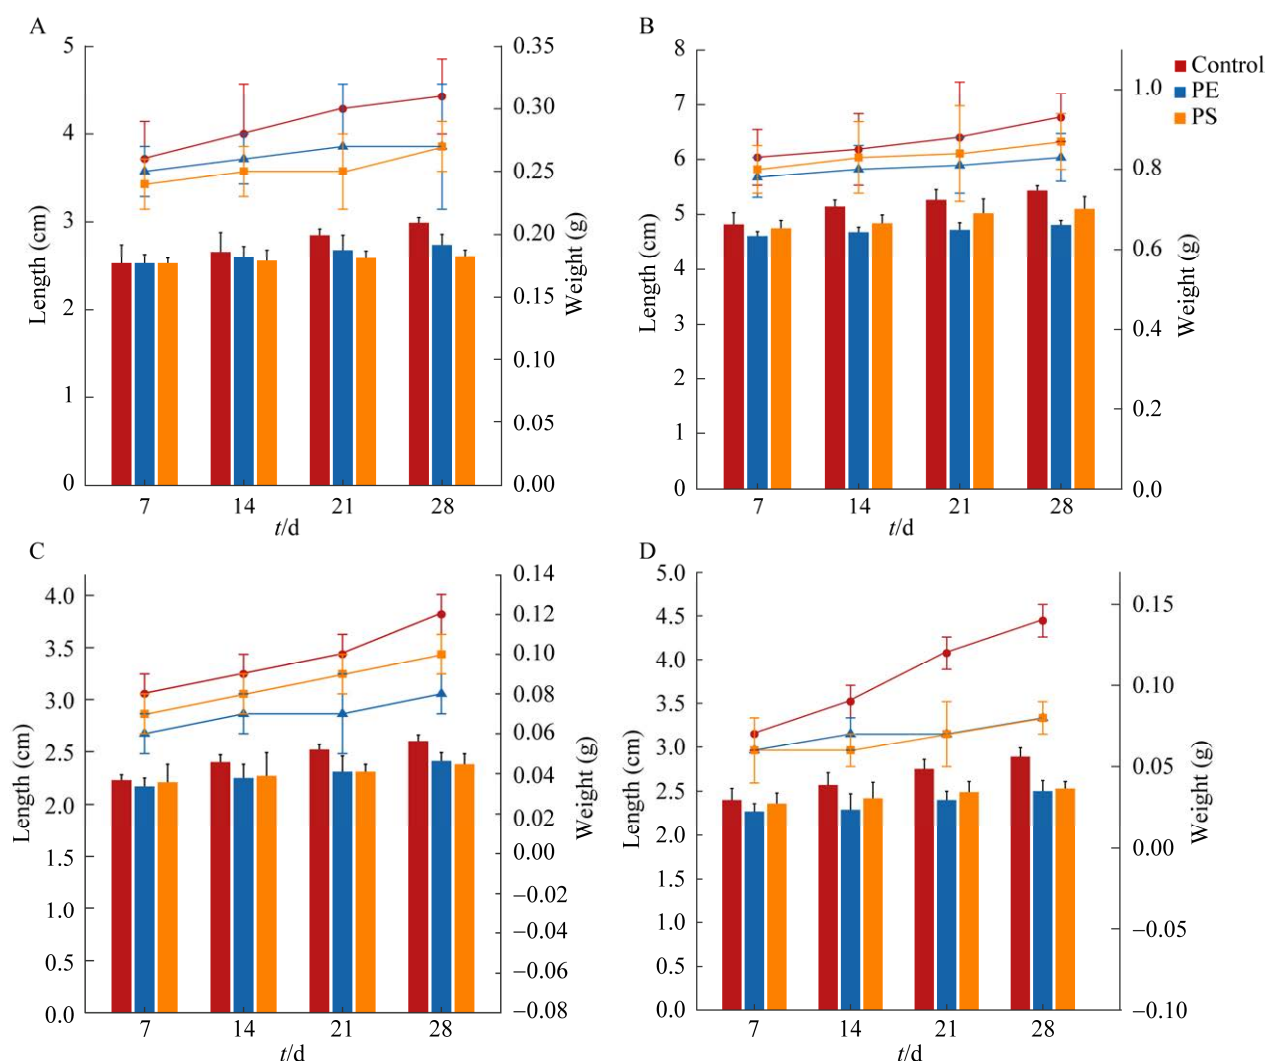 A
5
4
3
2
1
0
Length (cm)
0.35
0.30
0.25
0.20
0.15
0.10
0.05
0.00
Weight (g)
7 14 21 28
t/d
B
8
7
6
5
4
3
2
1
0
Length (cm)
1.0
0.8
0.6
0.4
0.2
0.0
Weight (g)
7 14 21 28
t/d
Control
PE
PS
C
4.0
3.5
3.0
2.5
2.0
1.5
1.0
0.5
0.0
Length (cm)
0.14
0.12
0.10
0.08
0.06
0.04
0.02
0.00
−0.02
−0.04
−0.06
−0.08
Weight (g)
7 14 21 28
t/d
D
5.0
4.5
4.0
3.5
3.0
2.5
2.0
1.5
1.0
0.5
0.0
Length (cm)
0.15
0.10
0.05
0.00
−0.05
−0.10
Weight (g)
7 14 21 28
t/d